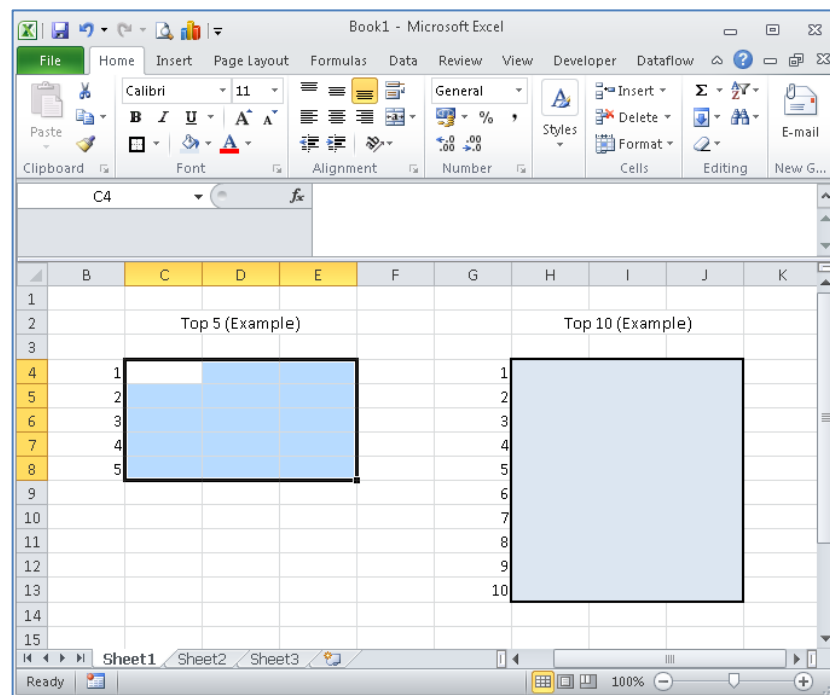 Book1 - Microsoft Excel
File Home Insert Page Layout Formulas Data Review View Developer Dataflow
Calibri 11 General Insert Σ
B I U A A % , Delete
Paste A Styles Format E-mail
Clipboard Font Alignment Number Cells Editing New G...
C4 fx
B C D E F G H I J K
1
2 Top 5 (Example) Top 10 (Example)
3
4 1 1
5 2 2
6 3 3
7 4 4
8 5 5
9 6
10 7
11 8
12 9
13 10
14
15
Sheet1 Sheet2 Sheet3
Ready 100%